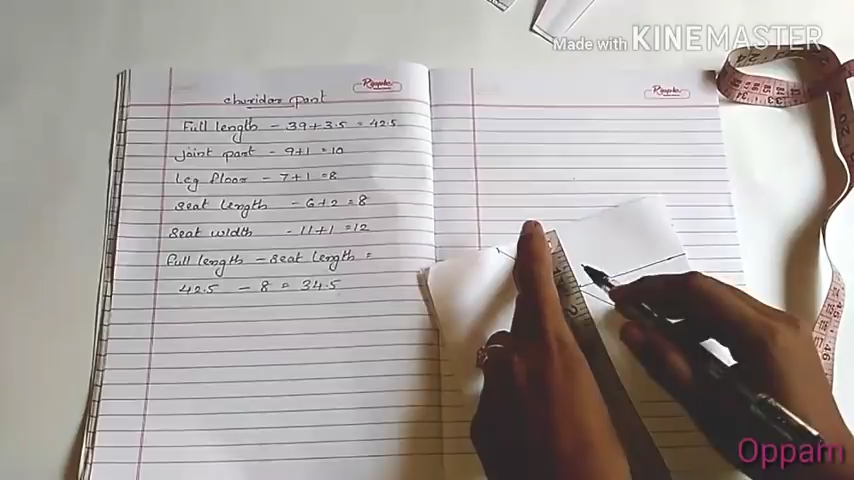 Made with KINEMASTER
Ripple
Ripple
churidar pant
Full length - 39+3.5 = 42.5
Joint part - 9+1 =10
Leg floor - 7+1 =8
seat length - 6+2 =8
seat width - 11+1 =12
Full length - seat length =
42.5 - 8 = 34.5
Oppam